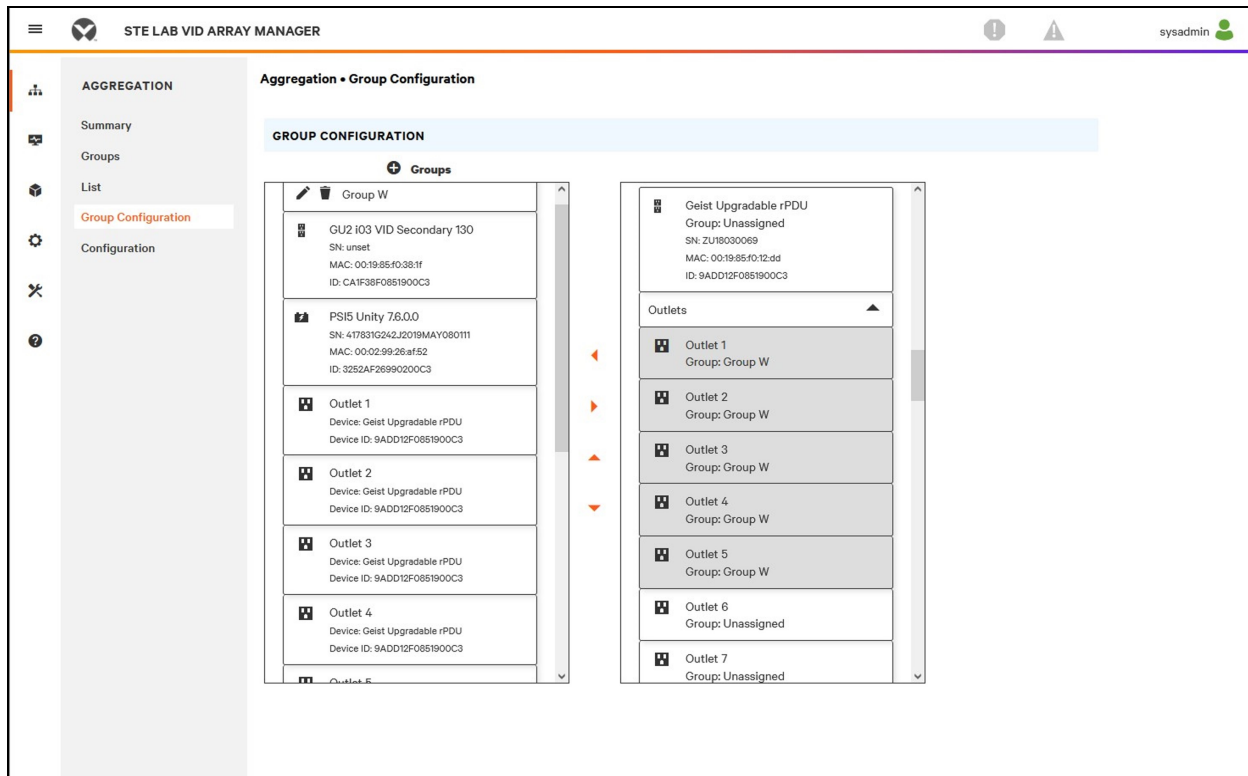 STE LAB VID ARRAY MANAGER
sysadmin
AGGREGATION
Summary
Groups
List
Group Configuration
Configuration
Aggregation • Group Configuration
GROUP CONFIGURATION
Groups
Group W
GU2 i03 VID Secondary 130
SN: unset
MAC: 00:19:85:f0:38:1f
ID: CA1F38F0851900C3
PSI5 Unity 7.6.0.0
SN: 417831G242J2019MAY080111
MAC: 00:02:99:26:af:52
ID: 3252AF26990200C3
Outlet 1
Device: Geist Upgradable rPDU
Device ID: 9ADD12F0851900C3
Outlet 2
Device: Geist Upgradable rPDU
Device ID: 9ADD12F0851900C3
Outlet 3
Device: Geist Upgradable rPDU
Device ID: 9ADD12F0851900C3
Outlet 4
Device: Geist Upgradable rPDU
Device ID: 9ADD12F0851900C3
Outlet 5
Geist Upgradable rPDU
Group: Unassigned
SN: ZU18030069
MAC: 00:19:85:f0:12:dd
ID: 9ADD12F0851900C3
Outlets
Outlet 1
Group: Group W
Outlet 2
Group: Group W
Outlet 3
Group: Group W
Outlet 4
Group: Group W
Outlet 5
Group: Group W
Outlet 6
Group: Unassigned
Outlet 7
Group: Unassigned